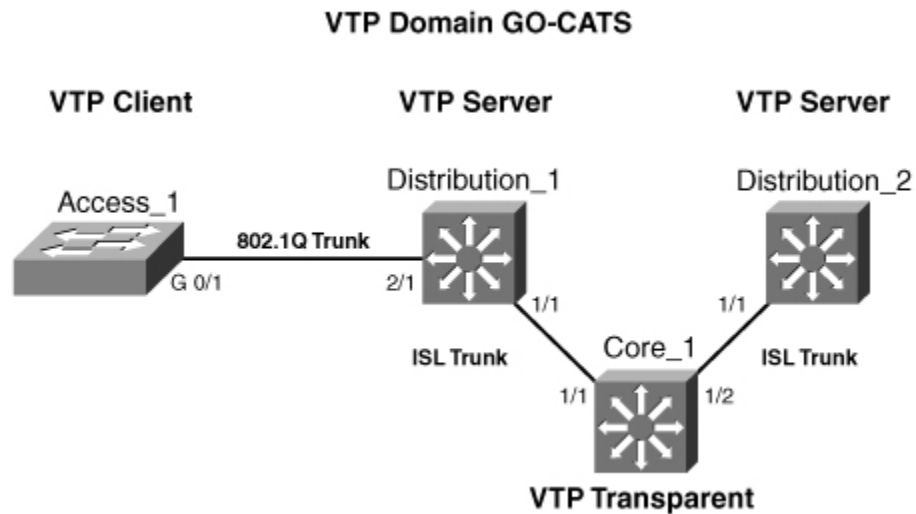 VTP Domain GO-CATS
VTP Client
VTP Server
VTP Server
Access_1
Distribution_1
Distribution_2
802.1Q Trunk
G 0/1
2/1
1/1
1/1
ISL Trunk
Core_1
ISL Trunk
1/1
1/2
VTP Transparent